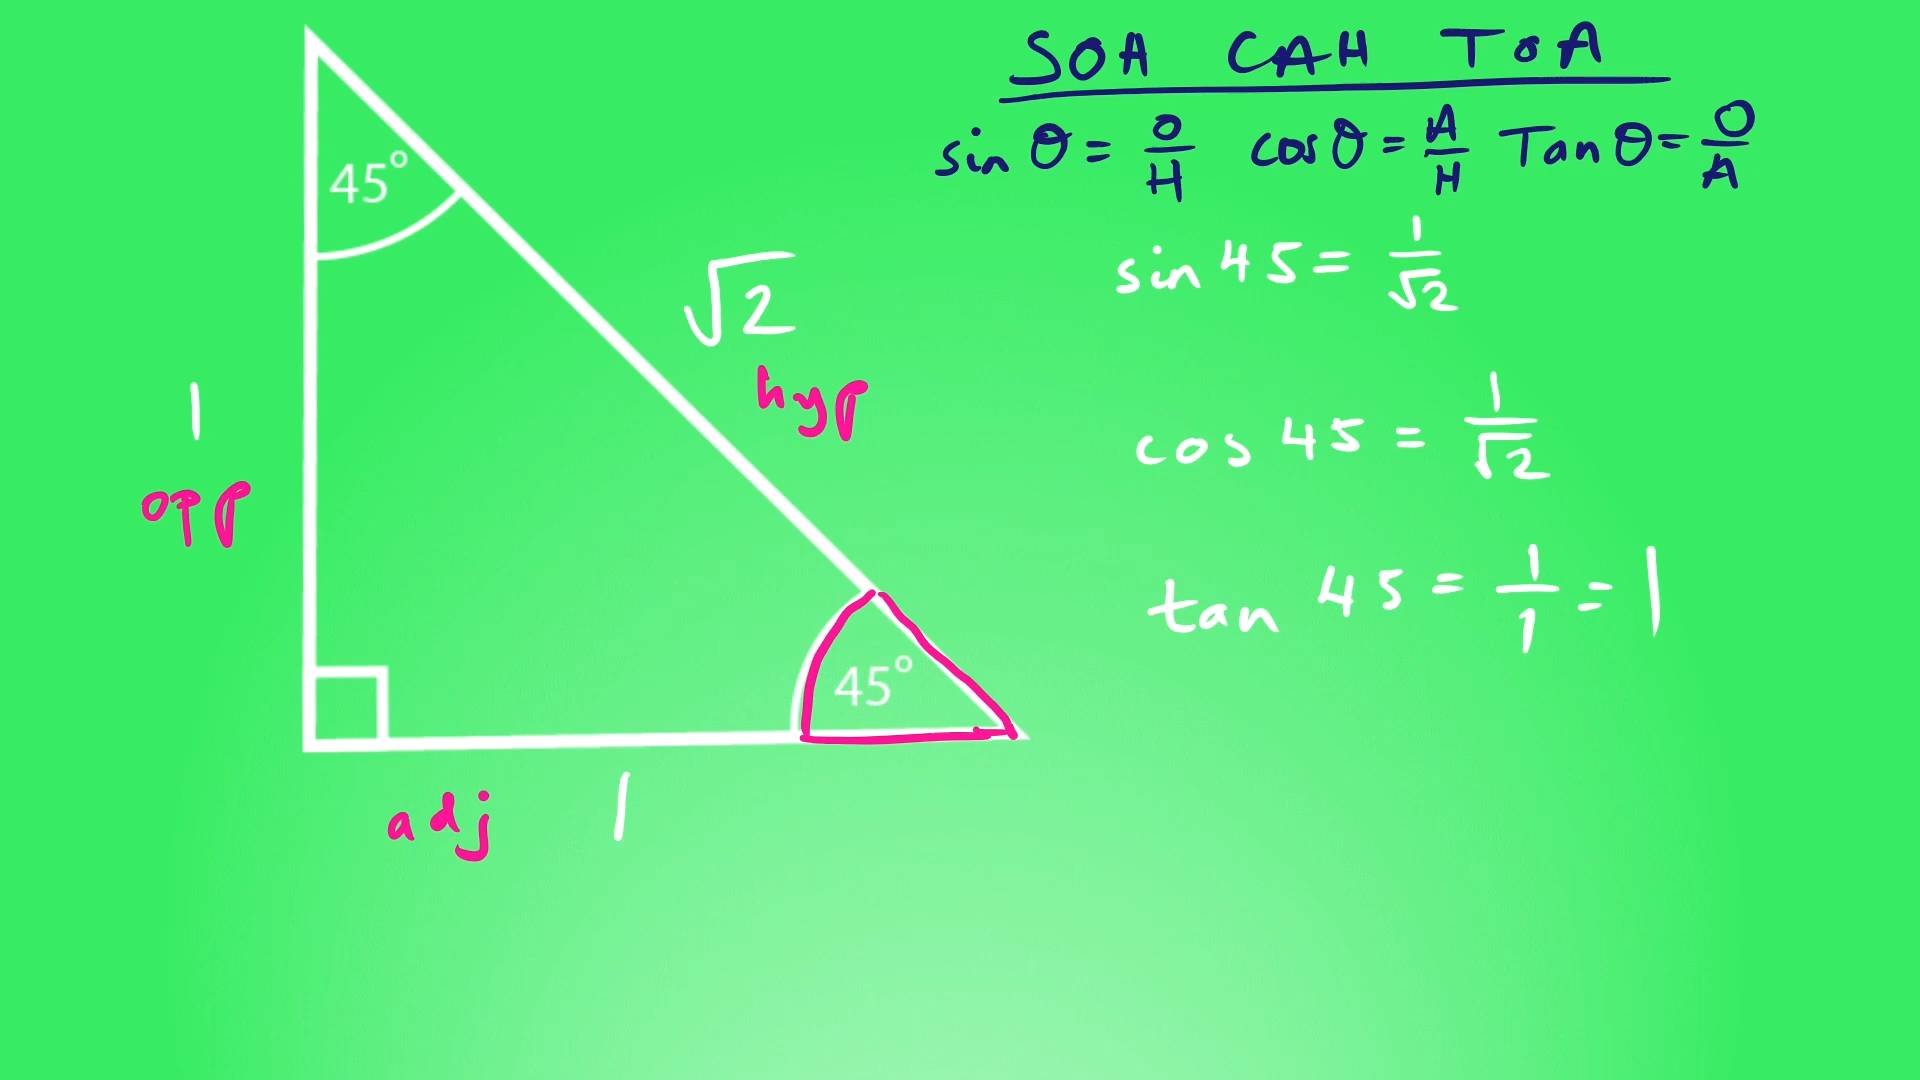 SOA CAH TOA
sin θ = O/H cos θ = A/H Tan θ = O/A
45°
sin 45 = 1/√2
√2
hyp
1
opp
cos 45 = 1/√2
tan 45 = 1/1 = 1
45°
adj 1